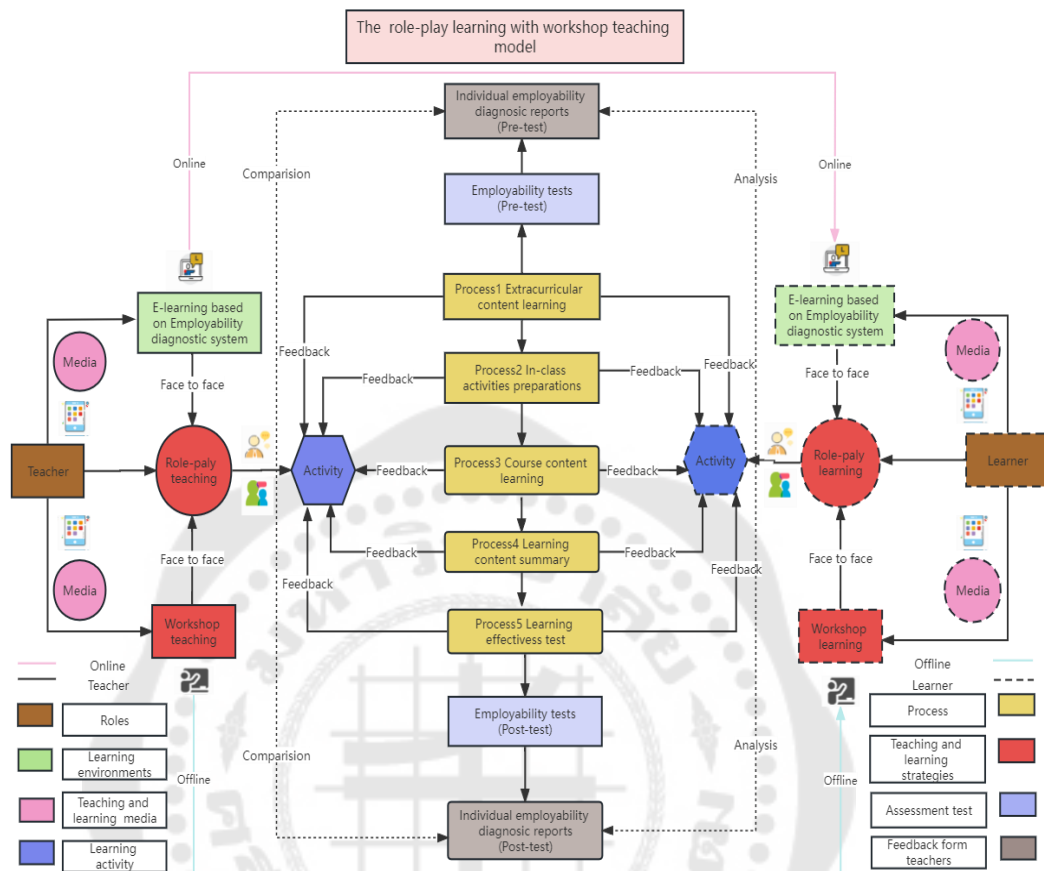 The role-play learning with workshop teaching
model
Individual employability
diagnostic reports
(Pre-test)
Online
Online
Comparision
Analysis
Employability tests
(Pre-test)
E-learning based
on Employability
diagnostic system
Process1 Extracurricular
content learning
E-learning based
on Employability
diagnostic system
Media
Feedback
Feedback
Media
Face to face
Feedback
Process2 In-class
activities preparations
Feedback
Face to face
Teacher
Role-paly
teaching
Activity
Feedback
Process3 Course content
learning
Feedback
Activity
Role-paly
learning
Learner
Face to face
Feedback
Process4 Learning
content summary
Feedback
Face to face
Media
Feedback
Feedback
Media
Workshop
teaching
Process5 Learning
effectivess test
Workshop
learning
Online
Teacher
Offline
Learner
Roles
Process
Employability tests
(Post-test)
Comparision
Analysis
Learning
environments
Offline
Offline
Teaching and
learning
strategies
Teaching and
learning media
Assessment test
Individual employability
diagnostic reports
(Post-test)
Learning
activity
Feedback form
teachers